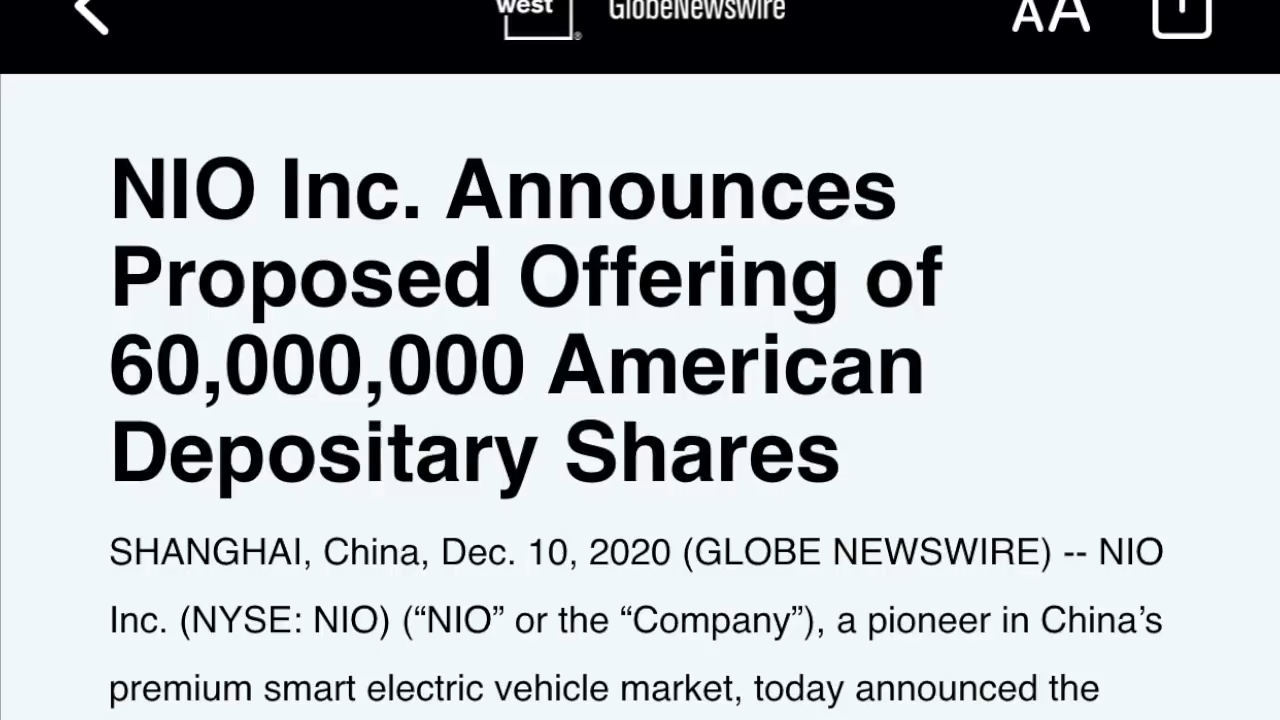 west
GlobeNewswire
AA
NIO Inc. Announces
Proposed Offering of
60,000,000 American
Depositary Shares
SHANGHAI, China, Dec. 10, 2020 (GLOBE NEWSWIRE) -- NIO
Inc. (NYSE: NIO) (“NIO” or the “Company”), a pioneer in China’s
premium smart electric vehicle market, today announced the